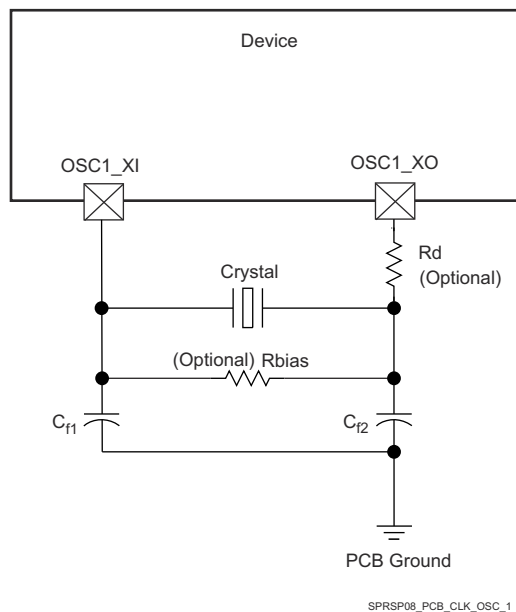 Device
OSC1_XI
OSC1_XO
Rd
(Optional)
Crystal
(Optional) Rbias
Cf1
Cf2
PCB Ground
SPRSP08_PCB_CLK_OSC_1